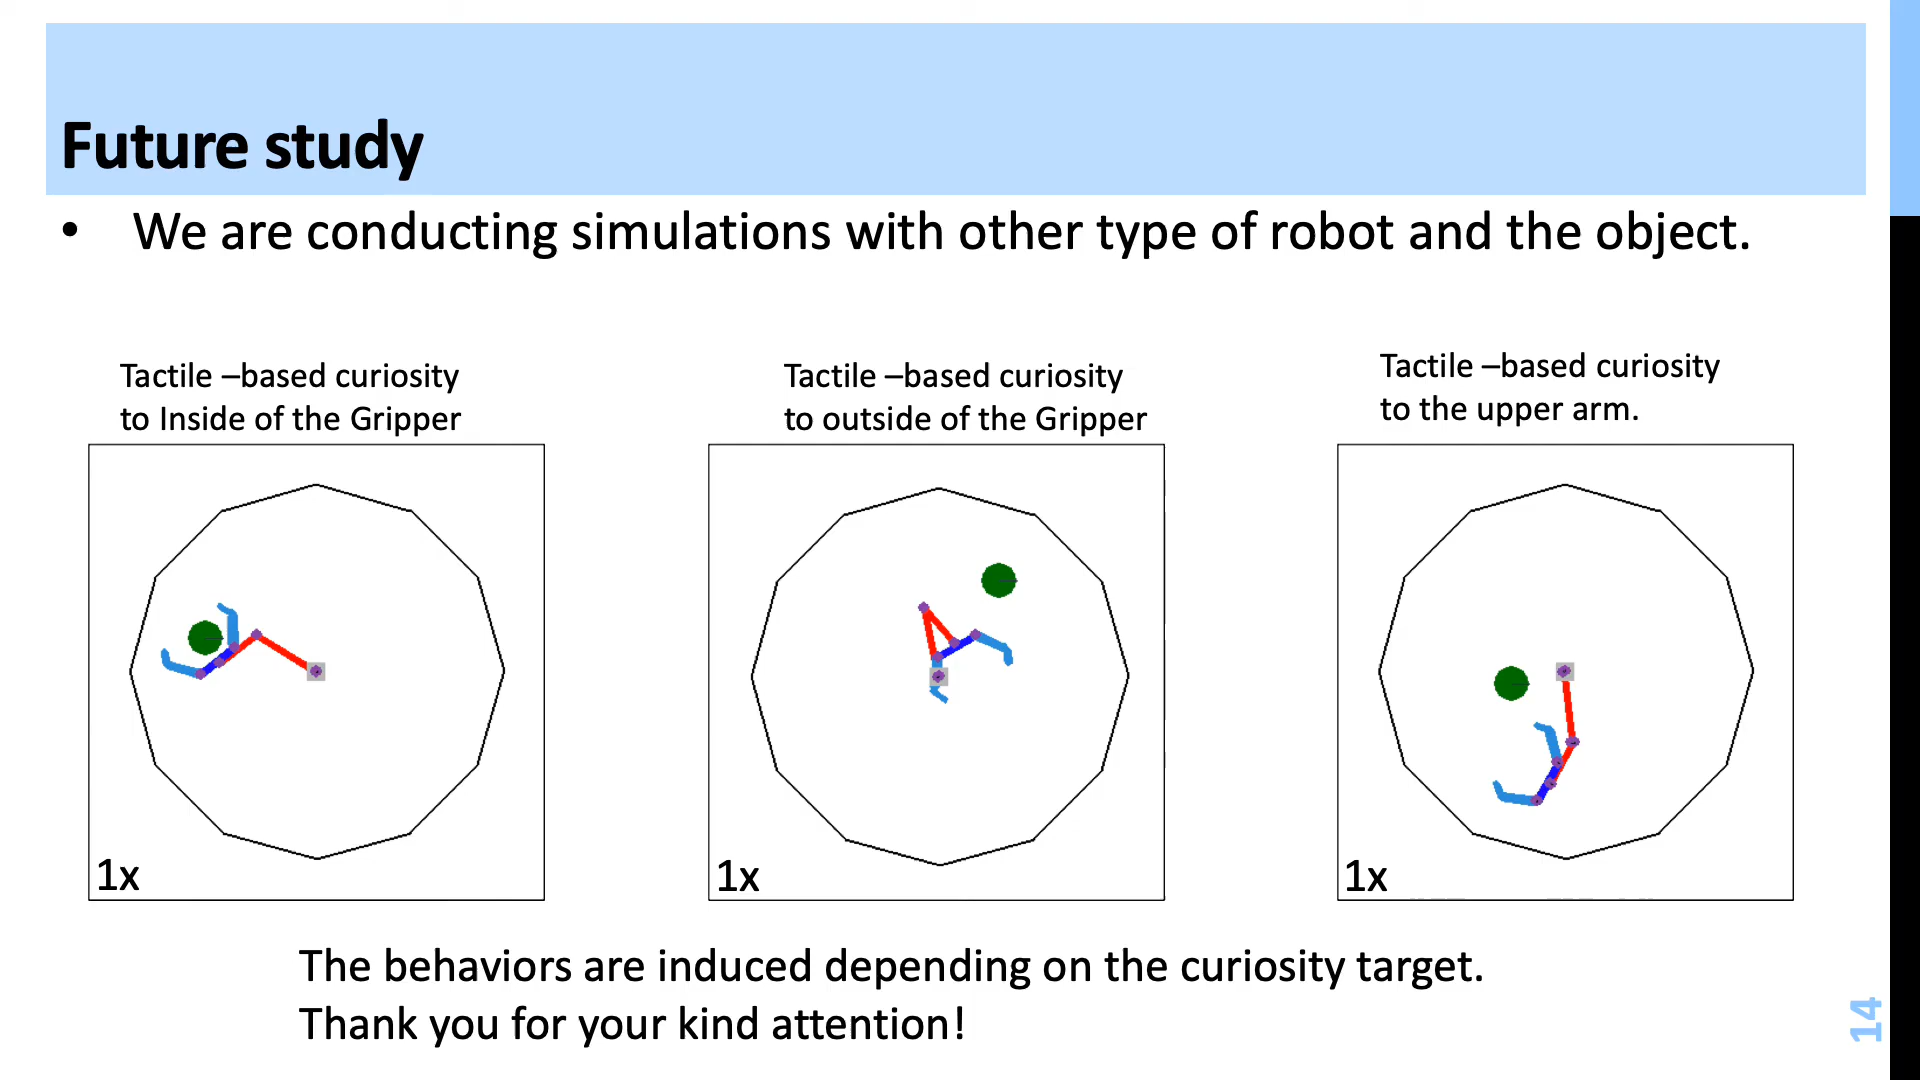 Future study
• We are conducting simulations with other type of robot and the object.
Tactile –based curiosity
to Inside of the Gripper
Tactile –based curiosity
to outside of the Gripper
Tactile –based curiosity
to the upper arm.
1x
1x
1x
The behaviors are induced depending on the curiosity target.
Thank you for your kind attention!
14